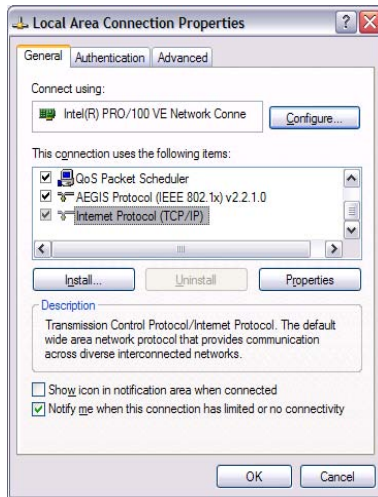 Local Area Connection Properties
General Authentication Advanced
Connect using:
Intel(R) PRO/100 VE Network Conne Configure...
This connection uses the following items:
QoS Packet Scheduler
AEGIS Protocol (IEEE 802.1x) v2.2.1.0
Internet Protocol (TCP/IP)
Install... Uninstall Properties
Description
Transmission Control Protocol/Internet Protocol. The default
wide area network protocol that provides communication
across diverse interconnected networks.
Show icon in notification area when connected
Notify me when this connection has limited or no connectivity
OK Cancel